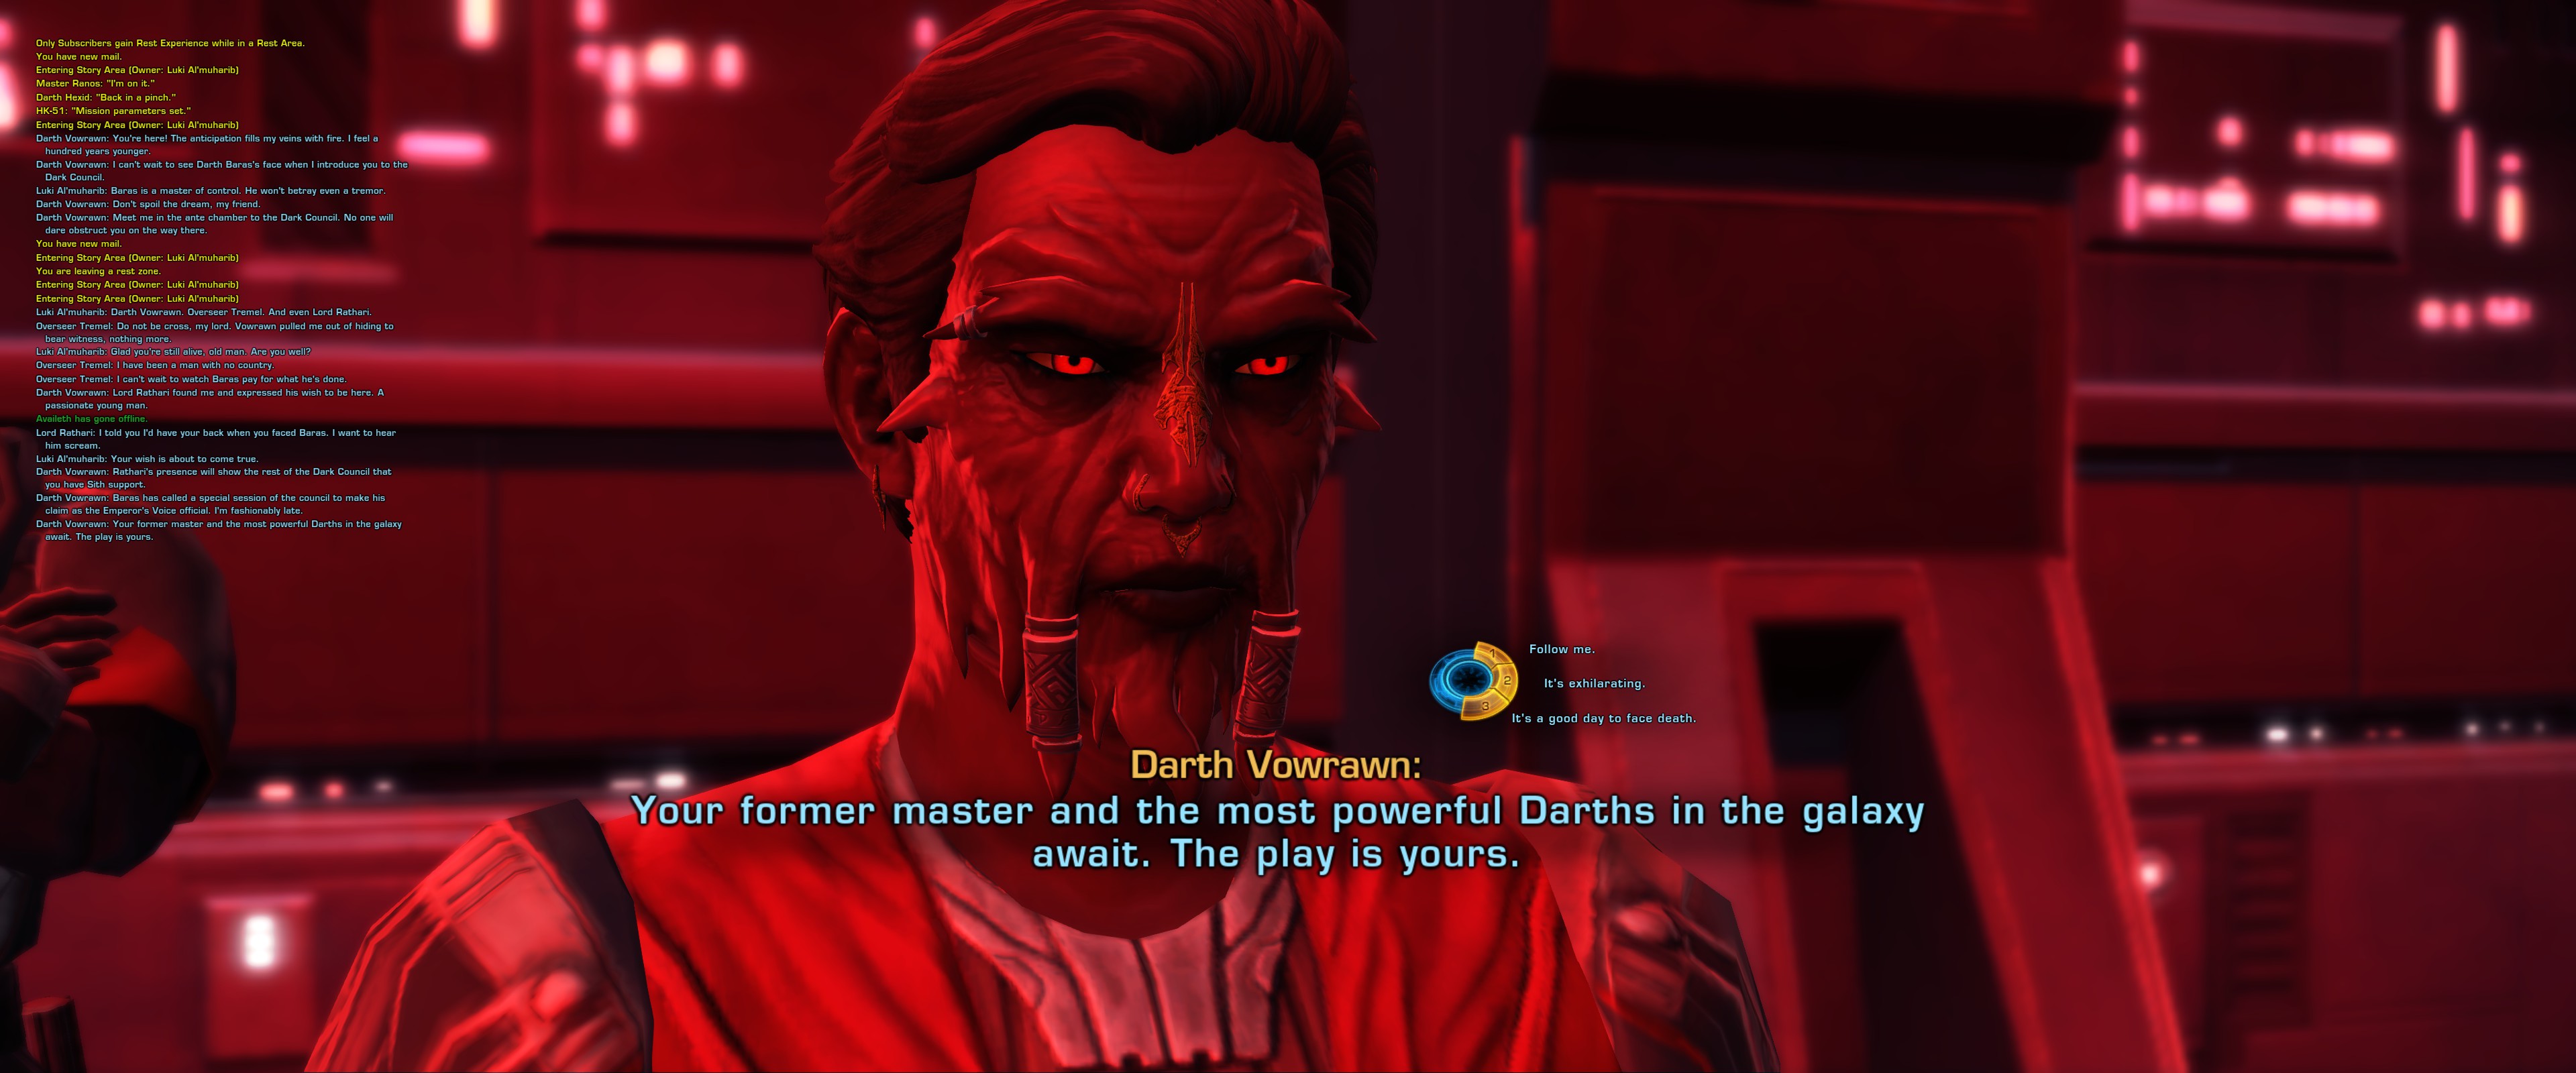 Only Subscribers gain Rest Experience while in a Rest Area.
You have new mail.
Entering Story Area (Owner: Luki Al'muharib)
Master Ranos: "I'm on it."
Darth Hexid: "Back in a pinch."
HK-51: "Mission parameters set."
Entering Story Area (Owner: Luki Al'muharib)
Darth Vowrawn: You're here! The anticipation fills my veins with fire. I feel a
hundred years younger.
Darth Vowrawn: I can't wait to see Darth Baras's face when I introduce you to the
Dark Council.
Luki Al'muharib: Baras is a master of control. He won't betray even a tremor.
Darth Vowrawn: Don't spoil the dream, my friend.
Darth Vowrawn: Meet me in the ante chamber to the Dark Council. No one will
dare obstruct you on the way there.
You have new mail.
Entering Story Area (Owner: Luki Al'muharib)
You are leaving a rest zone.
Entering Story Area (Owner: Luki Al'muharib)
Entering Story Area (Owner: Luki Al'muharib)
Luki Al'muharib: Darth Vowrawn. Overseer Tremel. And even Lord Rathari.
Overseer Tremel: Do not be cross, my lord. Vowrawn pulled me out of hiding to
bear witness, nothing more.
Luki Al'muharib: Glad you're still alive, old man. Are you well?
Overseer Tremel: I have been a man with no country.
Overseer Tremel: I can't wait to watch Baras pay for what he's done.
Darth Vowrawn: Lord Rathari found me and expressed his wish to be here. A
passionate young man.
Availeth has gone offline.
Lord Rathari: I told you I'd have your back when you faced Baras. I want to hear
him scream.
Luki Al'muharib: Your wish is about to come true.
Darth Vowrawn: Rathari's presence will show the rest of the Dark Council that
you have Sith support.
Darth Vowrawn: Baras has called a special session of the council to make his
claim as the Emperor's Voice official. I'm fashionably late.
Darth Vowrawn: Your former master and the most powerful Darths in the galaxy
await. The play is yours.
1 Follow me.
2 It's exhilarating.
3 It's a good day to face death.
Darth Vowrawn:
Your former master and the most powerful Darths in the galaxy
await. The play is yours.